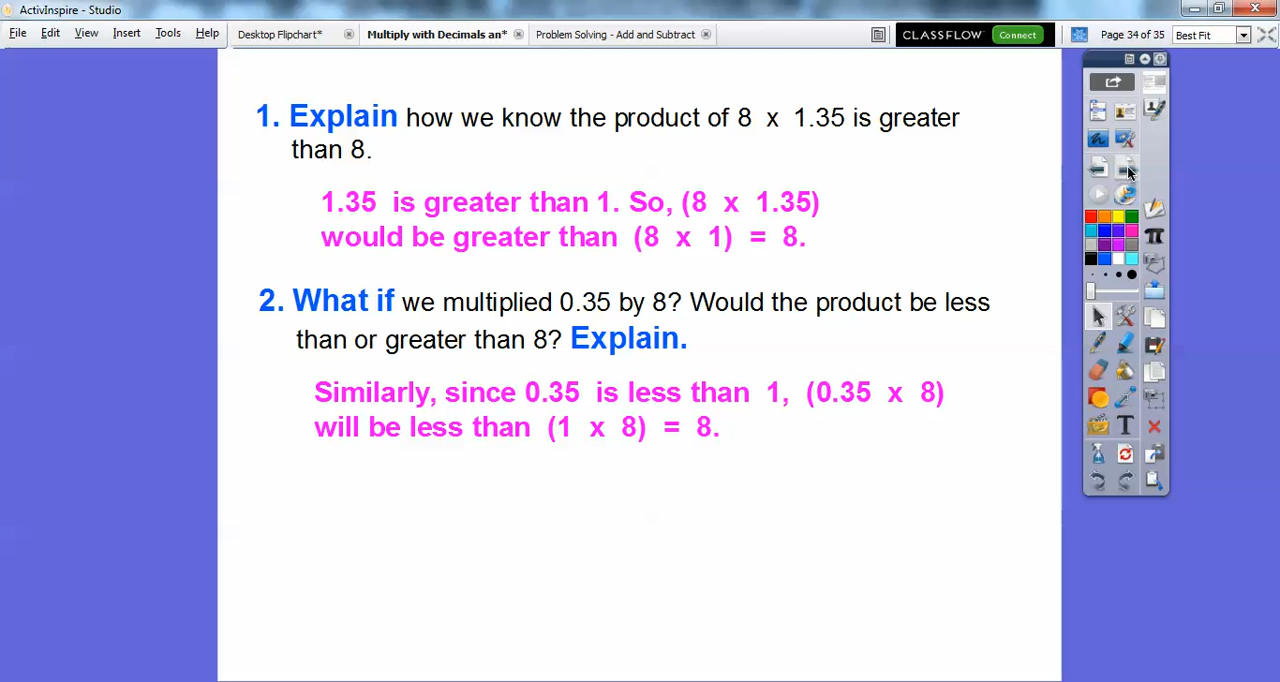 ActivInspire - Studio
File Edit View Insert Tools Help
Desktop Flipchart* Multiply with Decimals an* Problem Solving - Add and Subtract
CLASSFLOW Connect
Page 34 of 35 Best Fit
1. Explain how we know the product of 8 x 1.35 is greater
than 8.
1.35 is greater than 1. So, (8 x 1.35)
would be greater than (8 x 1) = 8.
2. What if we multiplied 0.35 by 8? Would the product be less
than or greater than 8? Explain.
Similarly, since 0.35 is less than 1, (0.35 x 8)
will be less than (1 x 8) = 8.